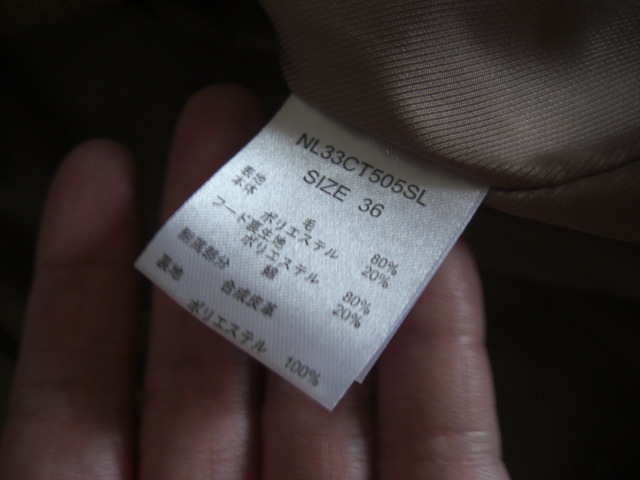 NL33CT505SL
SIZE 36
表地
本体
毛 80%
ポリエステル 20%
フード裏生地
ポリエステル 80%
綿 20%
附属部分
合成皮革
裏地
ポリエステル 100%